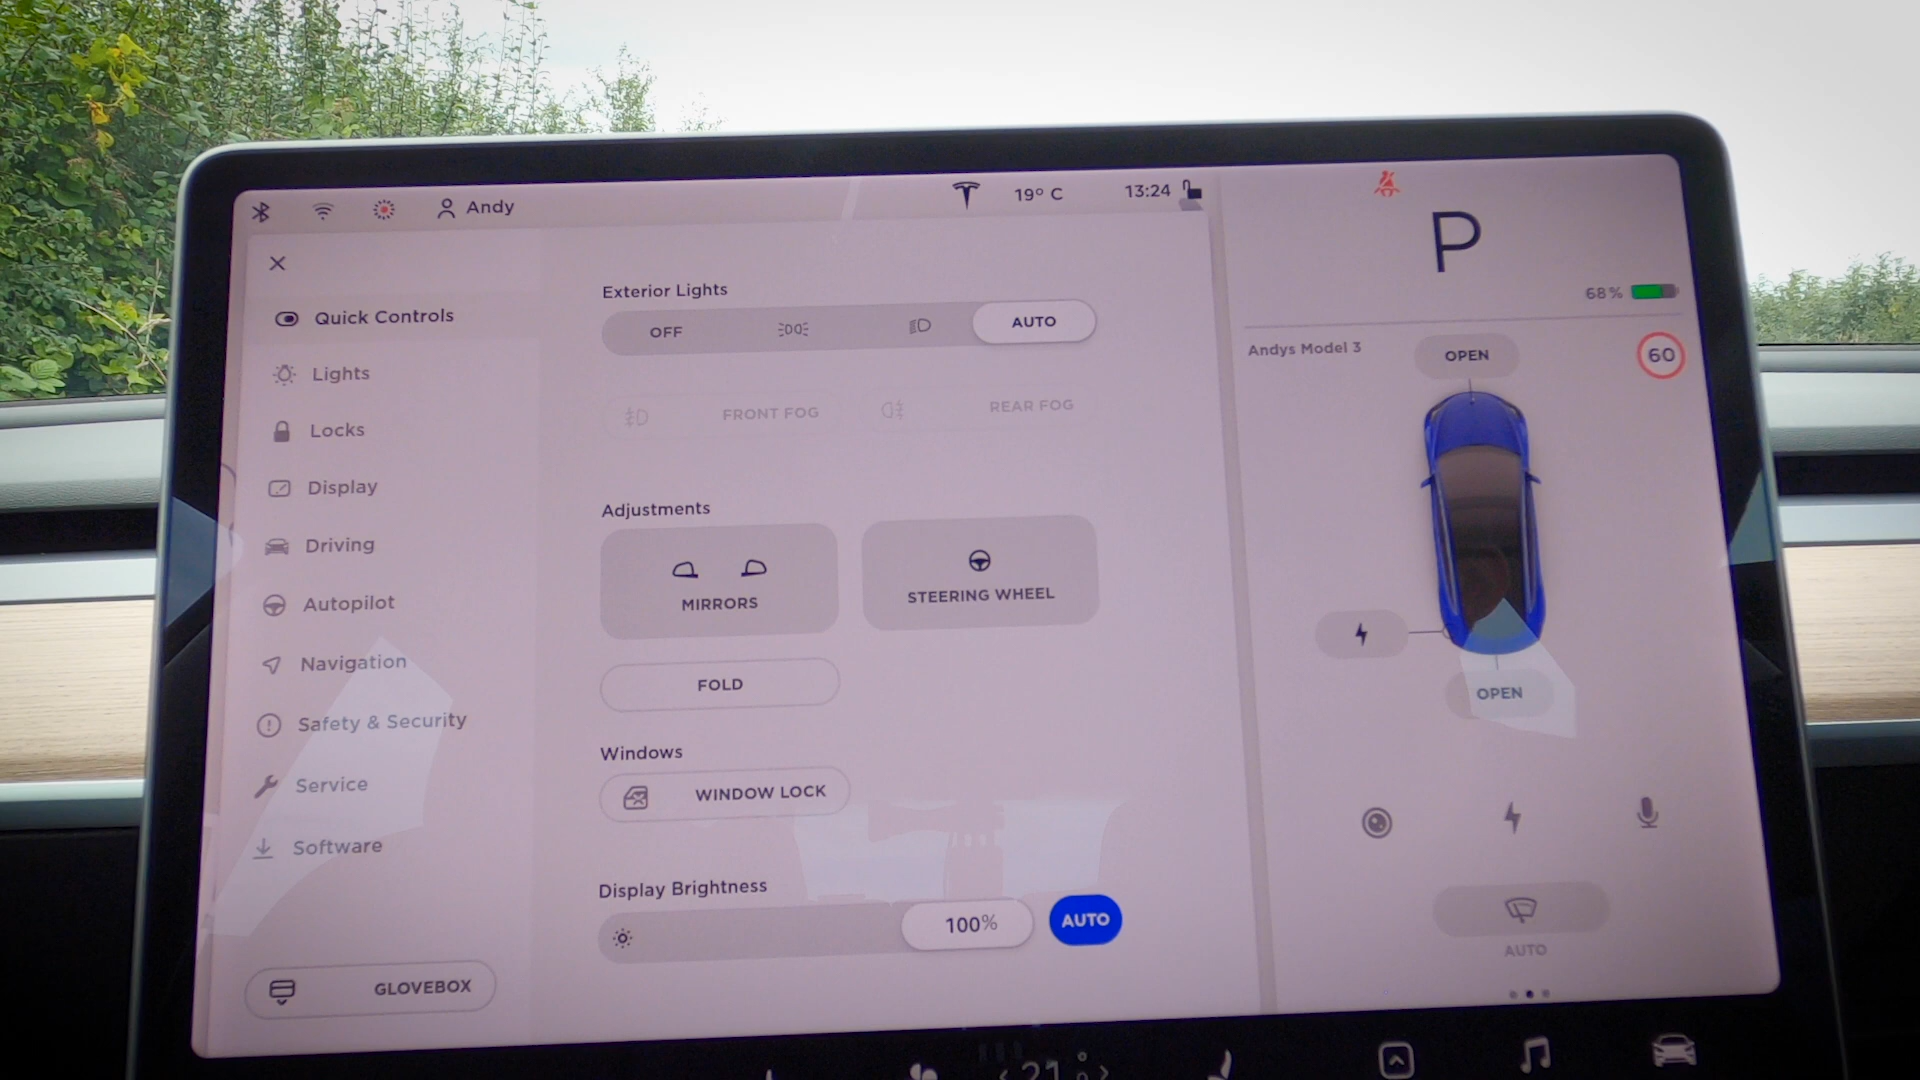 Andy
19° C
13:24
P
68%
Quick Controls
Lights
Locks
Display
Driving
Autopilot
Navigation
Safety & Security
Service
Software
GLOVEBOX
Exterior Lights
OFF
AUTO
FRONT FOG
REAR FOG
Adjustments
MIRRORS
STEERING WHEEL
FOLD
Windows
WINDOW LOCK
Display Brightness
100%
AUTO
Andys Model 3
OPEN
60
OPEN
AUTO
21